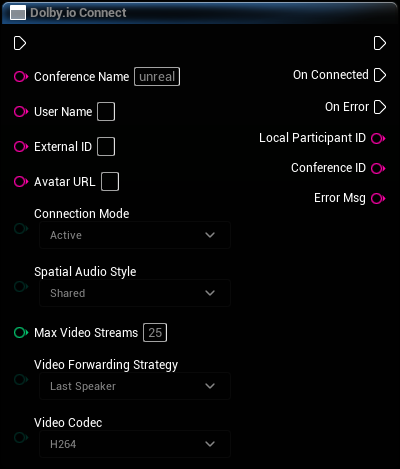 Dolby.io Connect
Conference Name unreal
On Connected
User Name
On Error
External ID
Local Participant ID
Avatar URL
Conference ID
Error Msg
Connection Mode
Active
Spatial Audio Style
Shared
Max Video Streams 25
Video Forwarding Strategy
Last Speaker
Video Codec
H264